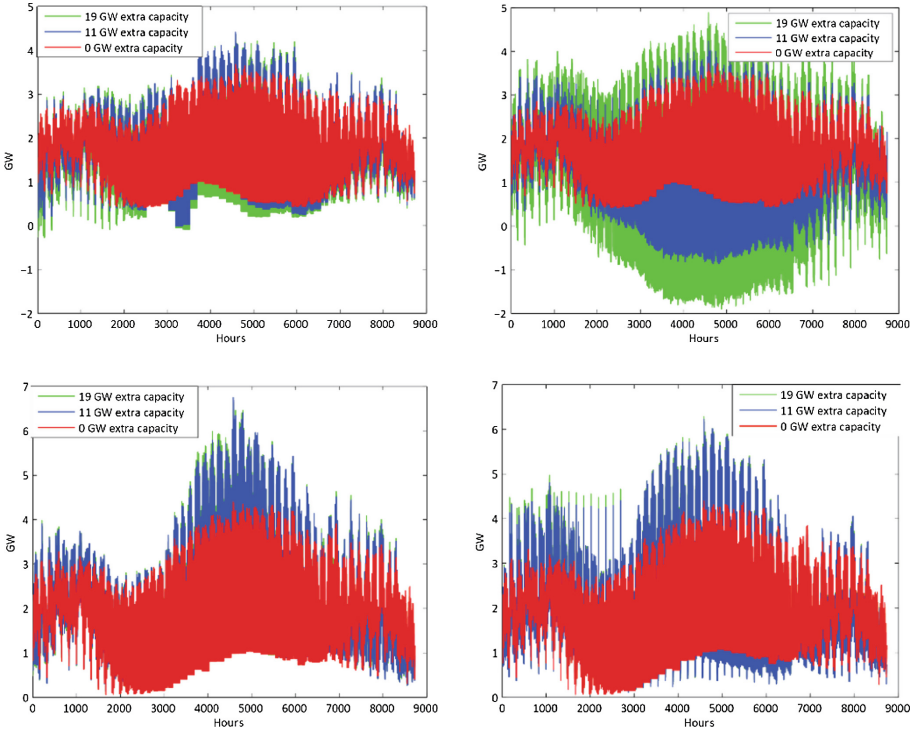 19 GW extra capacity
11 GW extra capacity
0 GW extra capacity
5
4
3
2
1
0
−1
−2
GW
0 1000 2000 3000 4000 5000 6000 7000 8000 9000
Hours
19 GW extra capacity
11 GW extra capacity
0 GW extra capacity
5
4
3
2
1
0
−1
−2
GW
0 1000 2000 3000 4000 5000 6000 7000 8000 9000
Hours
19 GW extra capacity
11 GW extra capacity
0 GW extra capacity
7
6
5
4
3
2
1
0
GW
0 1000 2000 3000 4000 5000 6000 7000 8000 9000
Hours
19 GW extra capacity
11 GW extra capacity
0 GW extra capacity
7
6
5
4
3
2
1
0
GW
0 1000 2000 3000 4000 5000 6000 7000 8000 9000
Hours